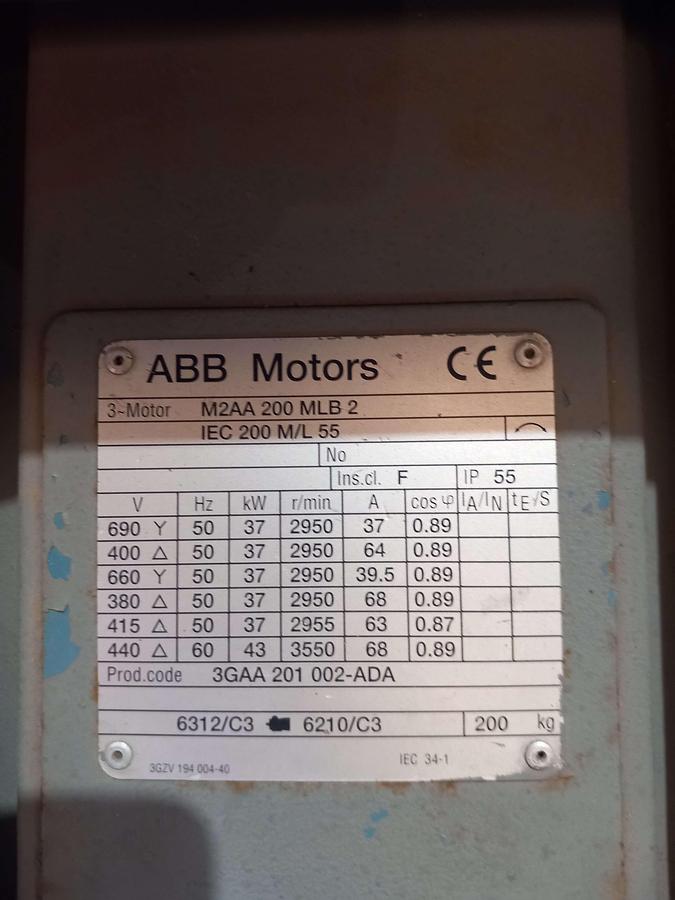 ABB Motors CE
3~Motor M2AA 200 MLB 2
IEC 200 M/L 55
No
Ins.cl. F IP 55
V Hz kW r/min A cos φ IA/IN tE/S
690 Y 50 37 2950 37 0.89
400 Δ 50 37 2950 64 0.89
660 Y 50 37 2950 39.5 0.89
380 Δ 50 37 2950 68 0.89
415 Δ 50 37 2955 63 0.87
440 Δ 60 43 3550 68 0.89
Prod.code 3GAA 201 002-ADA
6312/C3 6210/C3 200 kg
3GZV 194 004-40 IEC 34-1